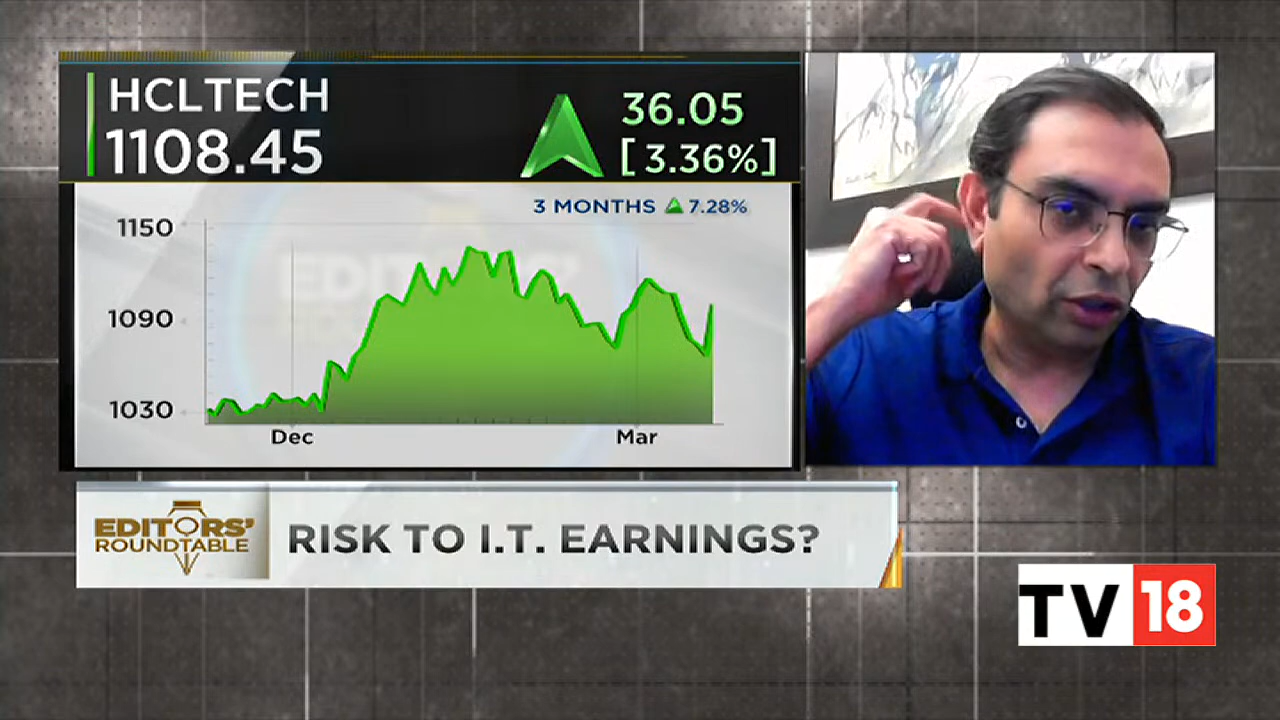 HCLTECH
1108.45
36.05
[3.36%]
3 MONTHS 7.28%
1150
1090
1030
Dec
Mar
EDITORS'
ROUNDTABLE
RISK TO I.T. EARNINGS?
TV18